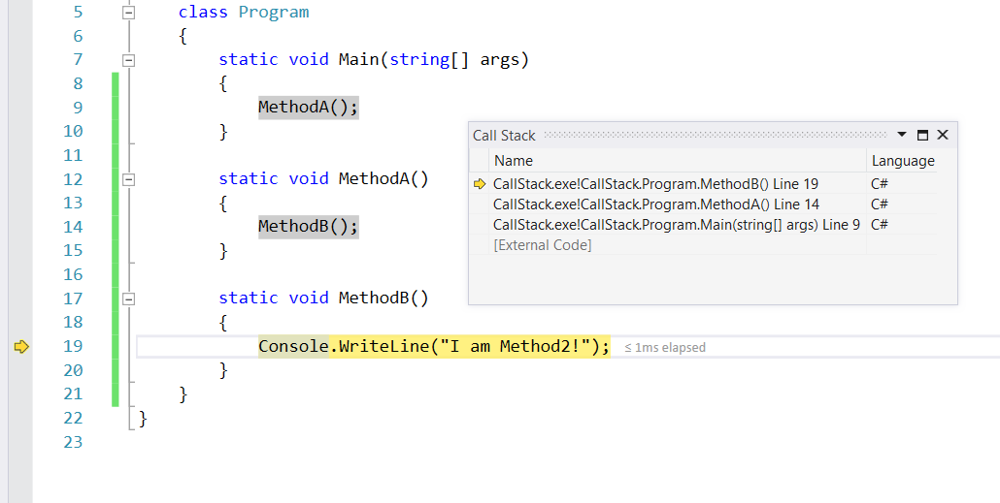 5 class Program
6 {
7 static void Main(string[] args)
8 {
9 MethodA();
10 }
11
12 static void MethodA()
13 {
14 MethodB();
15 }
16
17 static void MethodB()
18 {
19 Console.WriteLine("I am Method2!"); ≤ 1ms elapsed
20 }
21 }
22 }
23
Call Stack
Name Language
CallStack.exe!CallStack.Program.MethodB() Line 19 C#
CallStack.exe!CallStack.Program.MethodA() Line 14 C#
CallStack.exe!CallStack.Program.Main(string[] args) Line 9 C#
[External Code]